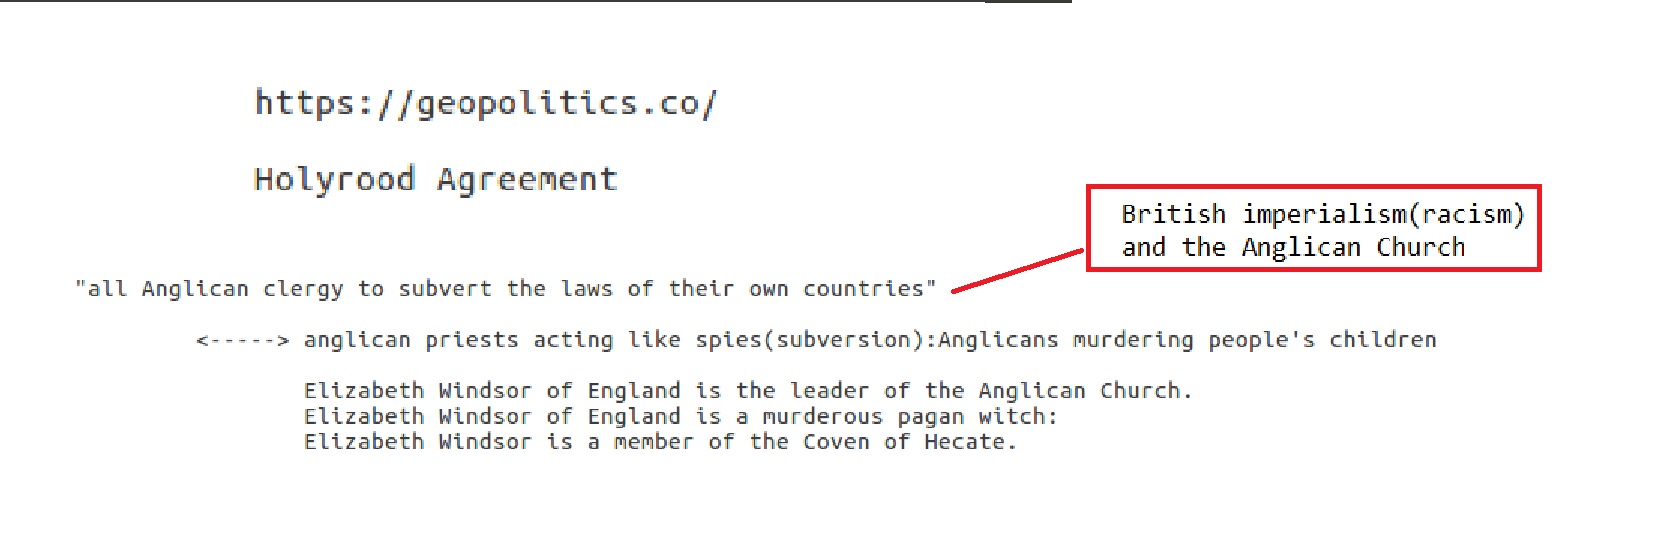 https://geopolitics.co/
Holyrood Agreement
British imperialism(racism)
and the Anglican Church
"all Anglican clergy to subvert the laws of their own countries"
<-----> anglican priests acting like spies(subversion):Anglicans murdering people's children
Elizabeth Windsor of England is the leader of the Anglican Church.
Elizabeth Windsor of England is a murderous pagan witch:
Elizabeth Windsor is a member of the Coven of Hecate.